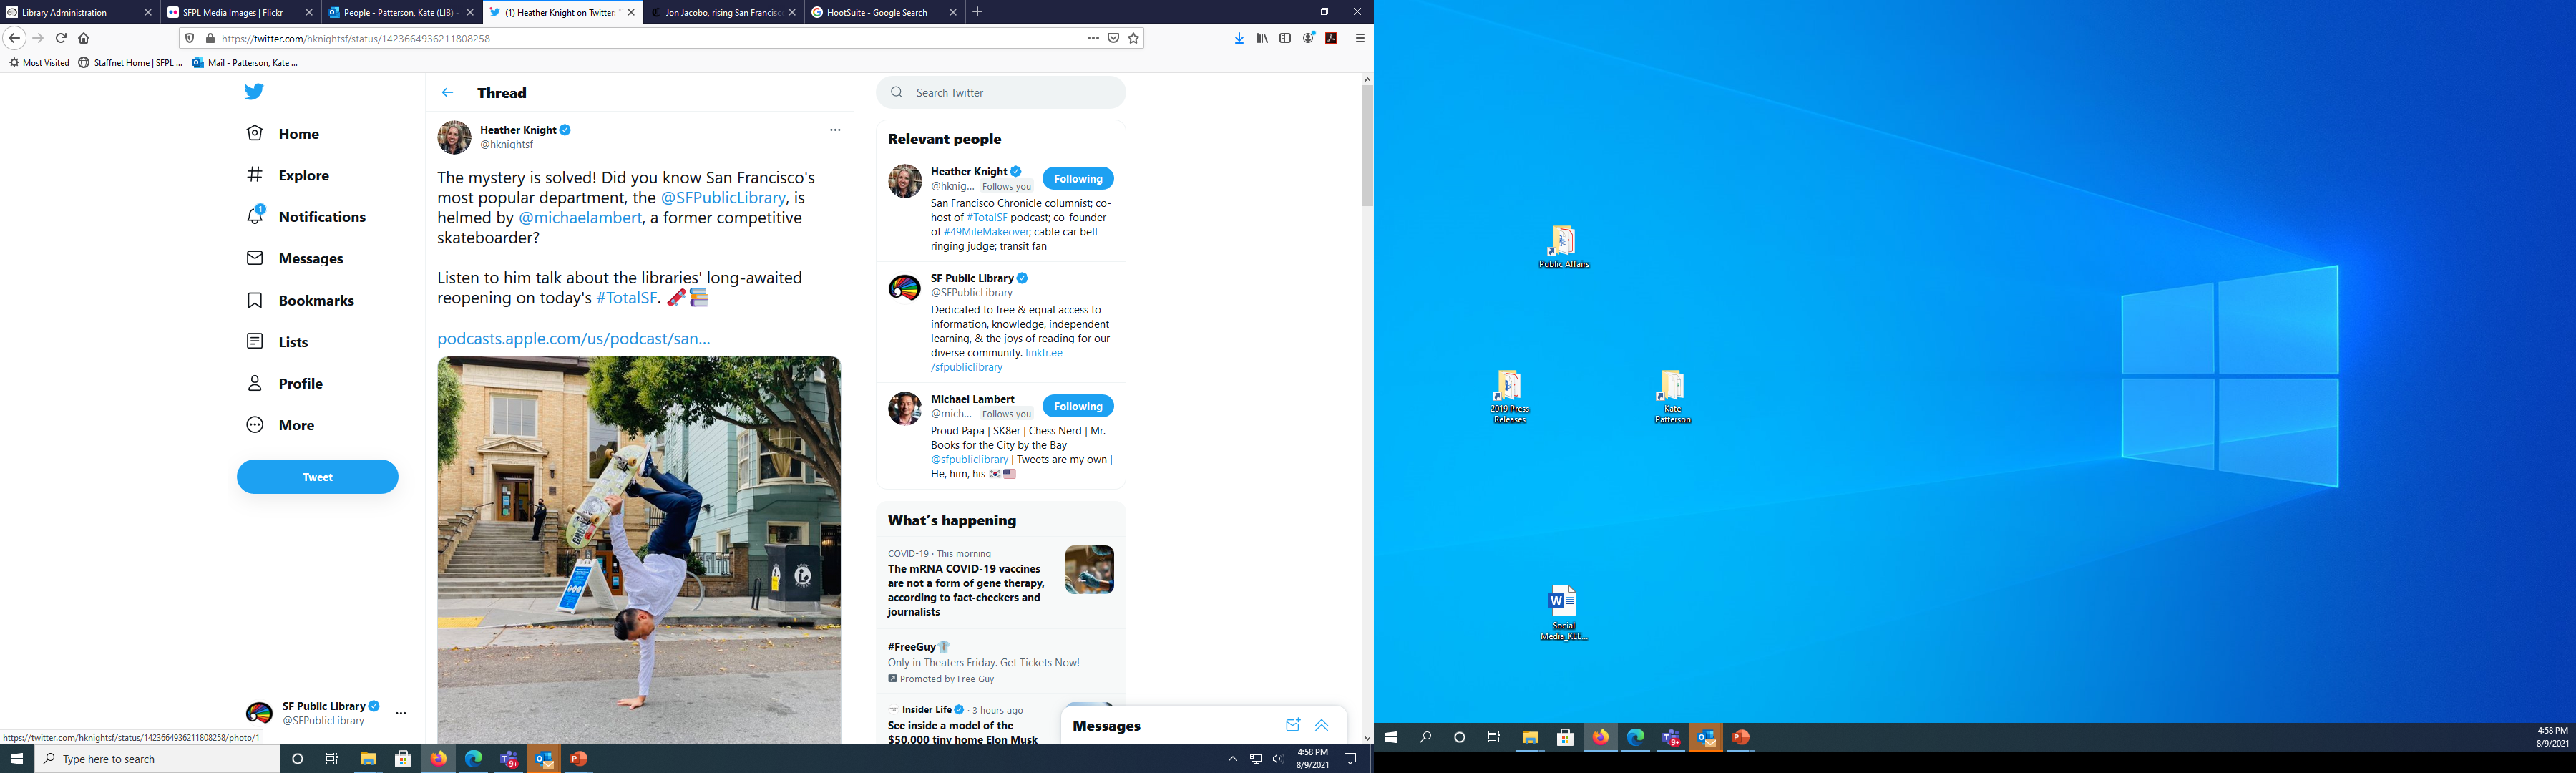 Library Administration
SFPL Media Images | Flickr
People - Patterson, Kate (LIB) -
(1) Heather Knight on Twitter: "
Jon Jacobo, rising San Francisc
HootSuite - Google Search
https://twitter.com/hknightsf/status/1423664936211808258
Most Visited
Staffnet Home | SFPL ...
Mail - Patterson, Kate ...
Home
Explore
1
Notifications
Messages
Bookmarks
Lists
Profile
More
Tweet
SF Public Library
@SFPublicLibrary
https://twitter.com/hknightsf/status/1423664936211808258/photo/1
Thread
Heather Knight
@hknightsf
The mystery is solved! Did you know San Francisco's
most popular department, the @SFPublicLibrary, is
helmed by @michaelambert, a former competitive
skateboarder?
Listen to him talk about the libraries' long-awaited
reopening on today's #TotalSF.
podcasts.apple.com/us/podcast/san...
Search Twitter
Relevant people
Heather Knight
@hknig... Follows you
Following
San Francisco Chronicle columnist; co-
host of #TotalSF podcast; co-founder
of #49MileMakeover; cable car bell
ringing judge; transit fan
SF Public Library
@SFPublicLibrary
Dedicated to free & equal access to
information, knowledge, independent
learning, & the joys of reading for our
diverse community. linktr.ee
/sfpubliclibrary
Michael Lambert
@mich... Follows you
Following
Proud Papa | SK8er | Chess Nerd | Mr.
Books for the City by the Bay
@sfpubliclibrary | Tweets are my own |
He, him, his
What's happening
COVID-19 · This morning
The mRNA COVID-19 vaccines
are not a form of gene therapy,
according to fact-checkers and
journalists
#FreeGuy
Only in Theaters Friday. Get Tickets Now!
Promoted by Free Guy
Insider Life · 3 hours ago
See inside a model of the
$50,000 tiny home Elon Musk
Messages
Type here to search
9+
4:58 PM
8/9/2021
Public Affairs
2019 Press
Releases
Kate
Patterson
Social
Media_KEE...
9+
4:58 PM
8/9/2021